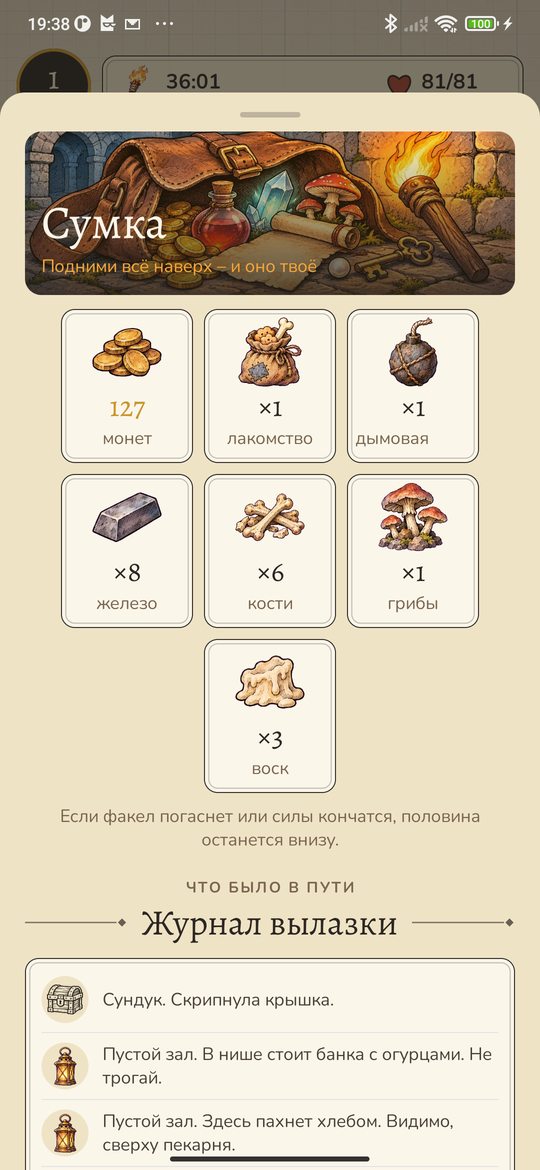 19:38
100
I
36:01
81/81
Сумка
Подними всё наверх – и оно твоё
127
×1
×1
монет
лакомство
дымовая
×8
×6
×1
железо
кости
грибы
×3
воск
Если факел погаснет или силы кончатся, половина
останется внизу.
ЧТО БЫЛО В ПУТИ
Журнал вылазки
Сундук. Скрипнула крышка.
Пустой зал. В нише стоит банка с огурцами. Не
трогай.
Пустой зал. Здесь пахнет хлебом. Видимо,
сверху пекарня.